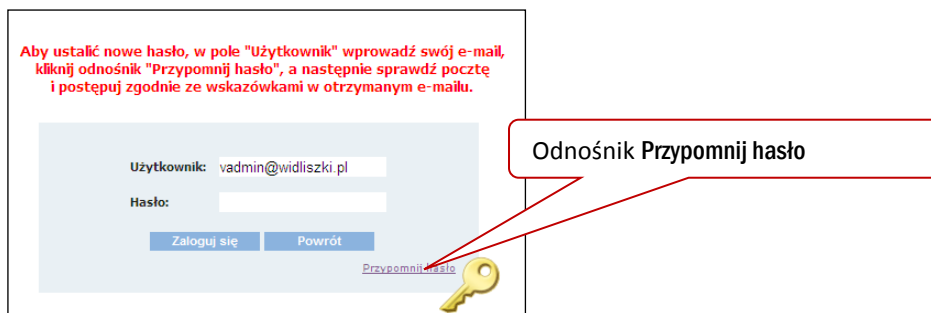 Aby ustalić nowe hasło, w pole "Użytkownik" wprowadź swój e-mail,
kliknij odnośnik "Przypomnij hasło", a następnie sprawdź pocztę
i postępuj zgodnie ze wskazówkami w otrzymanym e-mailu.
Odnośnik Przypomnij hasło
Użytkownik: vadmin@widliszki.pl
Hasło:
Zaloguj się Powrót
Przypomnij hasło